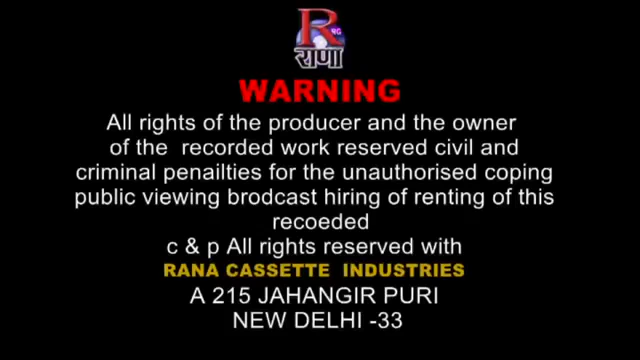 R NG
राणा
WARNING
All rights of the producer and the owner
of the recorded work reserved civil and
criminal penailties for the unauthorised coping
public viewing brodcast hiring of renting of this
recoeded
c & p All rights reserved with
RANA CASSETTE INDUSTRIES
A 215 JAHANGIR PURI
NEW DELHI -33